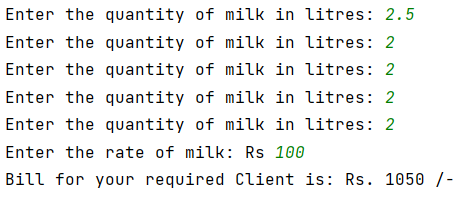 Enter the quantity of milk in litres: 2.5
Enter the quantity of milk in litres: 2
Enter the quantity of milk in litres: 2
Enter the quantity of milk in litres: 2
Enter the quantity of milk in litres: 2
Enter the rate of milk: Rs 100
Bill for your required Client is: Rs. 1050 /-